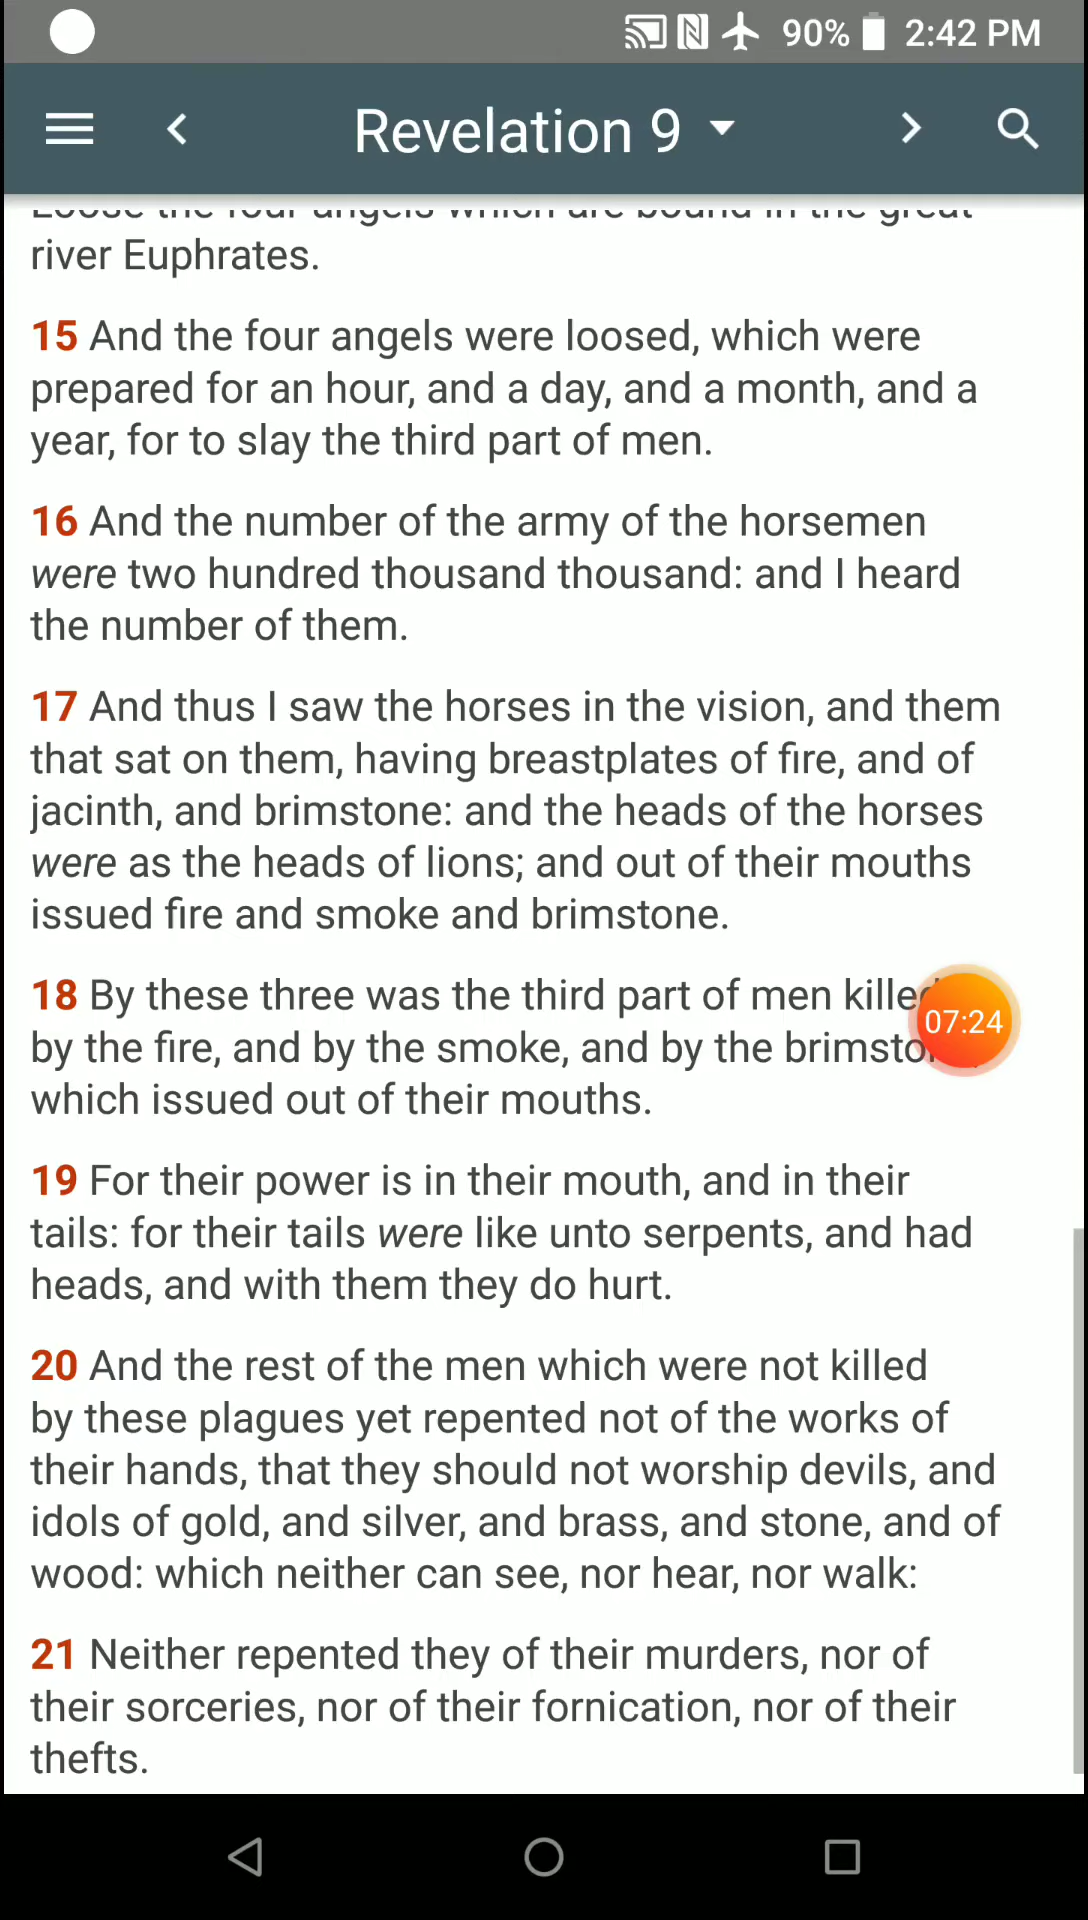 90% 2:42 PM
Revelation 9
Loose the four angels which are bound in the great
river Euphrates.
15 And the four angels were loosed, which were
prepared for an hour, and a day, and a month, and a
year, for to slay the third part of men.
16 And the number of the army of the horsemen
were two hundred thousand thousand: and I heard
the number of them.
17 And thus I saw the horses in the vision, and them
that sat on them, having breastplates of fire, and of
jacinth, and brimstone: and the heads of the horses
were as the heads of lions; and out of their mouths
issued fire and smoke and brimstone.
18 By these three was the third part of men killed
07:24
by the fire, and by the smoke, and by the
which issued out of their mouths.
19 For their power is in their mouth, and in their
tails: for their tails were like unto serpents, and had
heads, and with them they do hurt.
20 And the rest of the men which were not killed
by these plagues yet repented not of the works of
their hands, that they should not worship devils, and
idols of gold, and silver, and brass, and stone, and of
wood: which neither can see, nor hear, nor walk:
21 Neither repented they of their murders, nor of
their sorceries, nor of their fornication, nor of their
thefts.